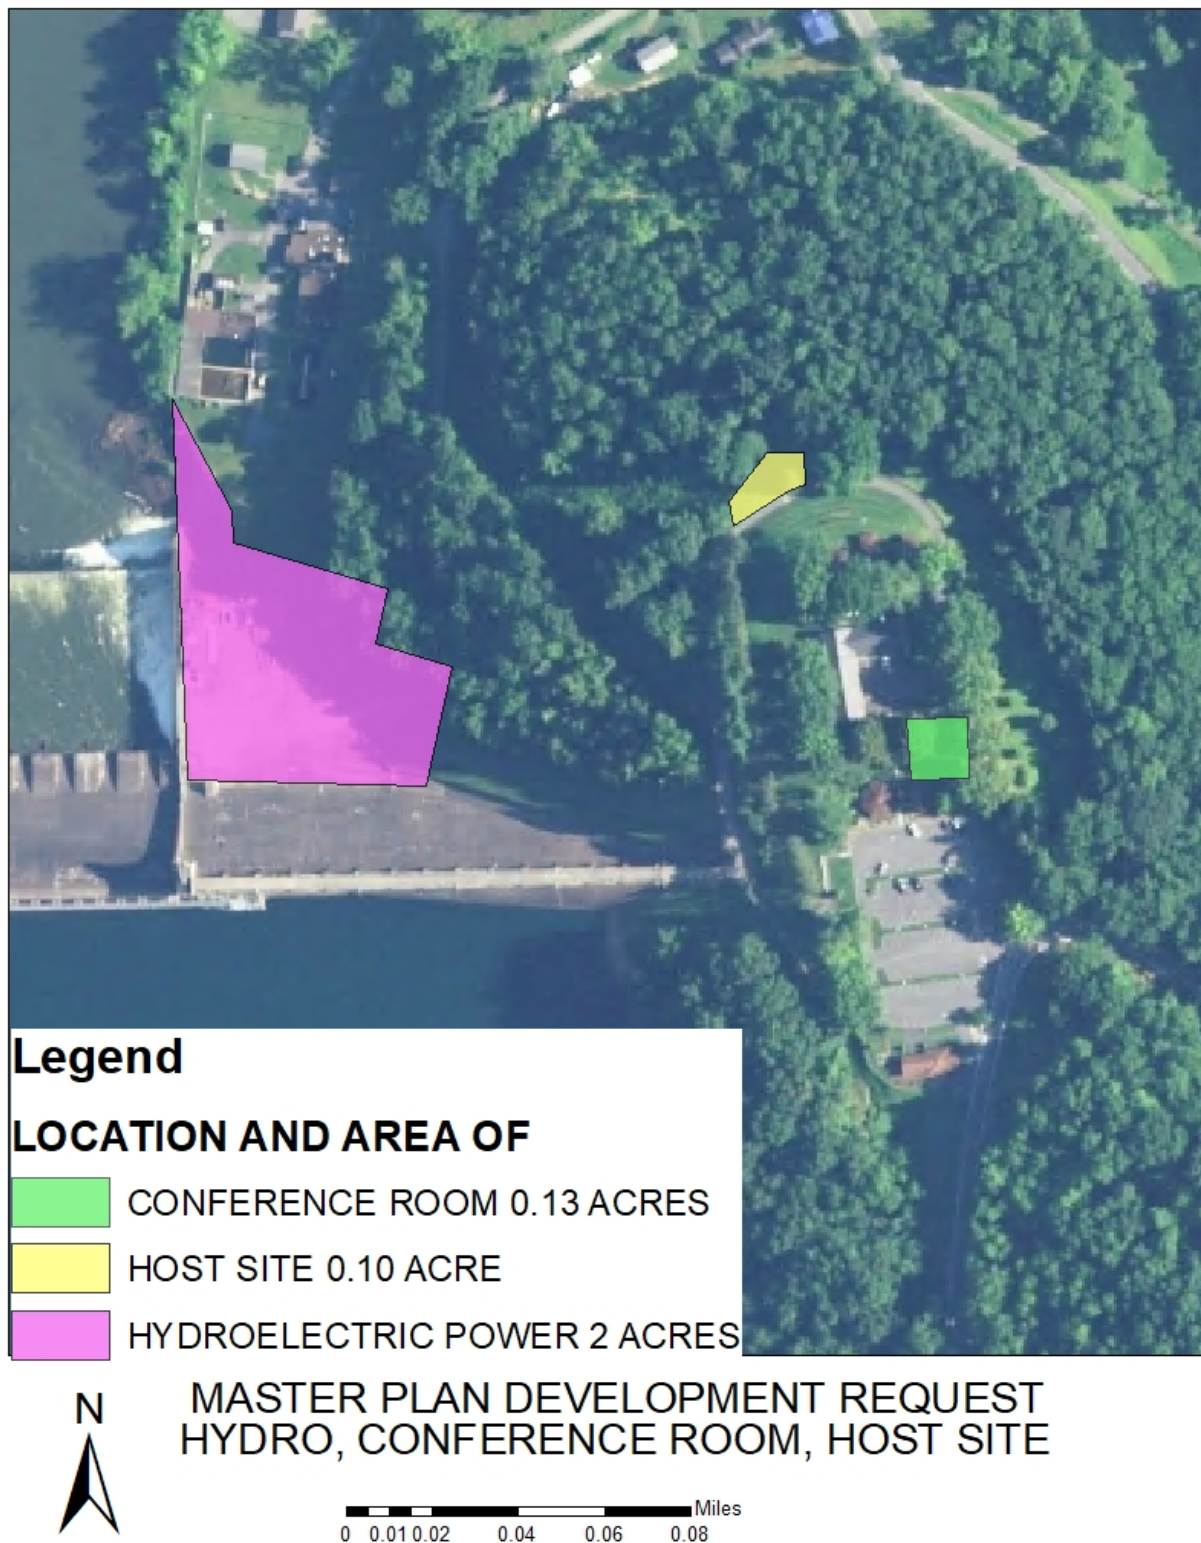 Legend
LOCATION AND AREA OF
CONFERENCE ROOM 0.13 ACRES
HOST SITE 0.10 ACRE
HYDROELECTRIC POWER 2 ACRES
N
MASTER PLAN DEVELOPMENT REQUEST
HYDRO, CONFERENCE ROOM, HOST SITE
Miles
0 0.01 0.02 0.04 0.06 0.08